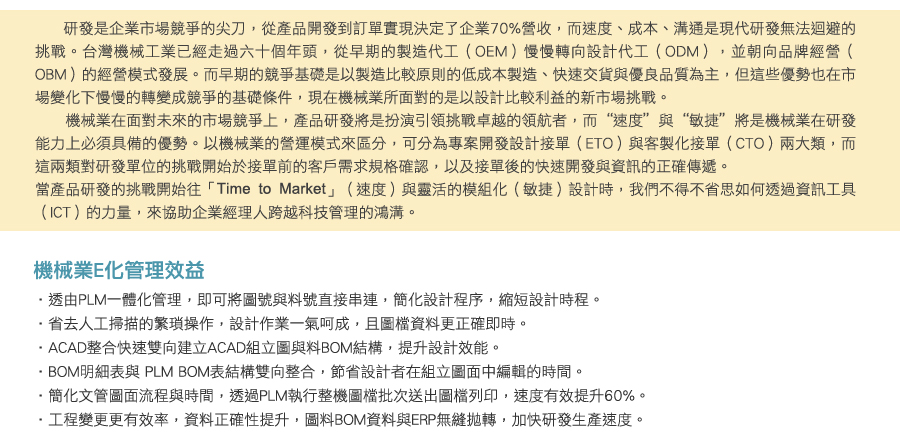 研發是企業市場競爭的尖刀，從產品開發到訂單實現決定了企業70%營收，而速度、成本、溝通是現代研發無法迴避的
挑戰。台灣機械工業已經走過六十個年頭，從早期的製造代工（OEM）慢慢轉向設計代工（ODM），並朝向品牌經營（
OBM）的經營模式發展。而早期的競爭基礎是以製造比較原則的低成本製造、快速交貨與優良品質為主，但這些優勢也在市
場變化下慢慢的轉變成競爭的基礎條件，現在機械業所面對的是以設計比較利益的新市場挑戰。
機械業在面對未來的市場競爭上，產品研發將是扮演引領挑戰卓越的領航者，而“速度”與“敏捷”將是機械業在研發
能力上必須具備的優勢。以機械業的營運模式來區分，可分為專案開發設計接單（ETO）與客製化接單（CTO）兩大類，而
這兩類對研發單位的挑戰開始於接單前的客戶需求規格確認，以及接單後的快速開發與資訊的正確傳遞。
當產品研發的挑戰開始往「Time to Market」（速度）與靈活的模組化（敏捷）設計時，我們不得不省思如何透過資訊工具
（ICT）的力量，來協助企業經理人跨越科技管理的鴻溝。
機械業E化管理效益
・透由PLM一體化管理，即可將圖號與料號直接串連，簡化設計程序，縮短設計時程。
・省去人工掃描的繁瑣操作，設計作業一氣呵成，且圖檔資料更正確即時。
・ACAD整合快速雙向建立ACAD組立圖與料BOM結構，提升設計效能。
・BOM明細表與 PLM BOM表結構雙向整合，節省設計者在組立圖面中編輯的時間。
・簡化文管圖面流程與時間，透過PLM執行整機圖檔批次送出圖檔列印，速度有效提升60%。
・工程變更更有效率，資料正確性提升，圖料BOM資料與ERP無縫拋轉，加快研發生產速度。